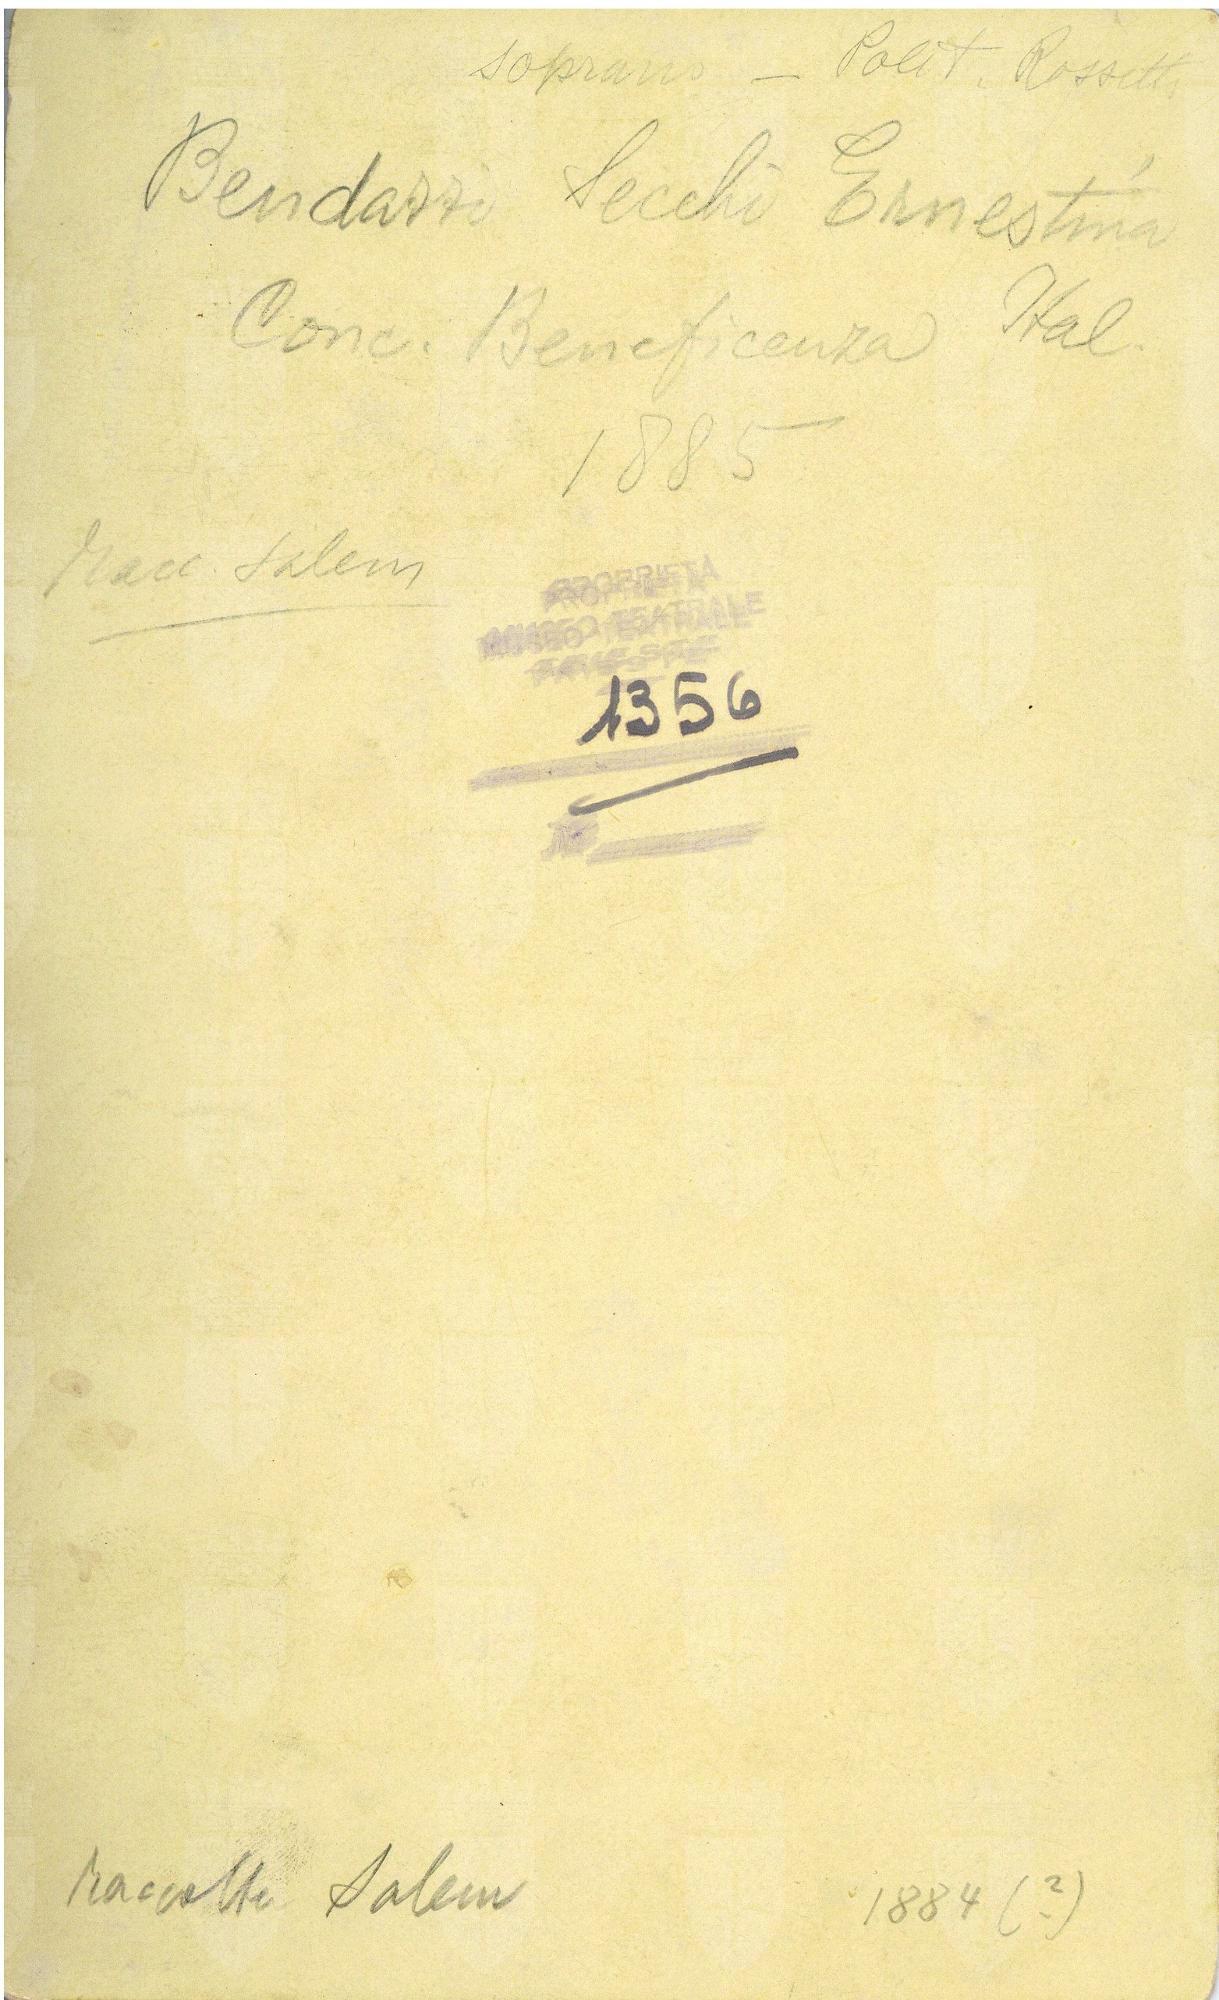 soprano — Polit. Rossetti
Bendazzi Secchi Ernestina
Conc. Beneficenza Ital.
1885
Racc. Salem
PROPRIETÀ
MUSEO TEATRALE
TRIESTE
1356
N°
Raccolta Salem
1884 (?)